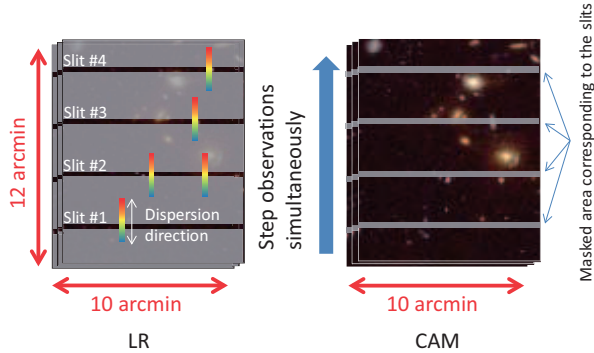 Slit #4
Slit #3
Slit #2
Slit #1
Dispersion
direction
12 arcmin
10 arcmin
LR
Step observations
simultaneously
10 arcmin
CAM
Masked area corresponding to the slits